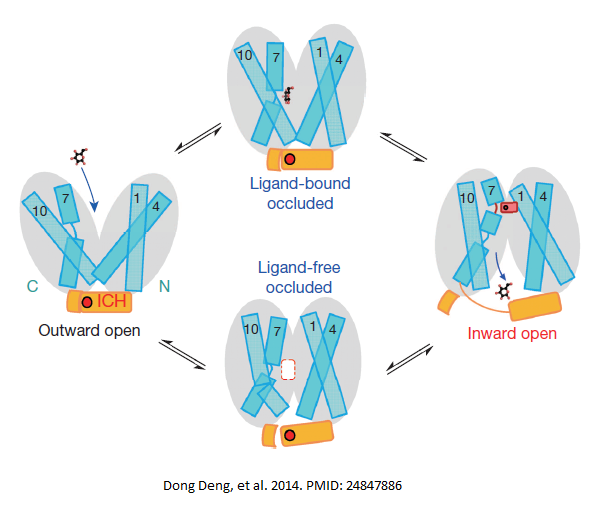 10 7 1 4
Ligand-bound
occluded
10 7 1 4
C N
ICH
Outward open
10 7 1 4
Inward open
Ligand-free
occluded
10 7 1 4
Dong Deng, et al. 2014. PMID: 24847886